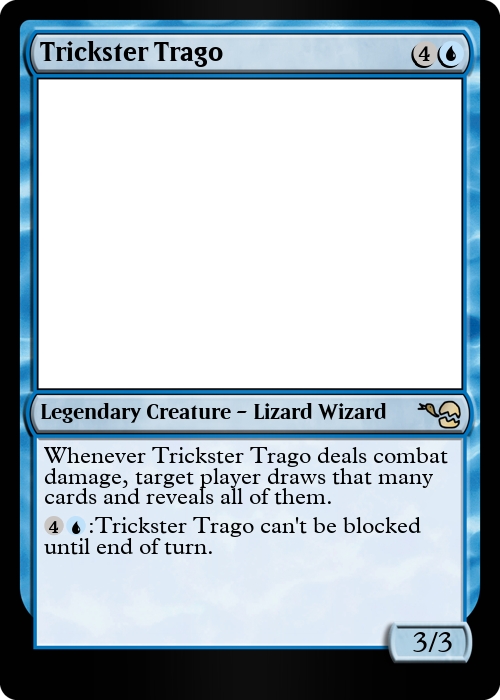 Trickster Trago 4
Legendary Creature – Lizard Wizard
Whenever Trickster Trago deals combat
damage, target player draws that many
cards and reveals all of them.
4 :Trickster Trago can't be blocked
until end of turn.
3/3